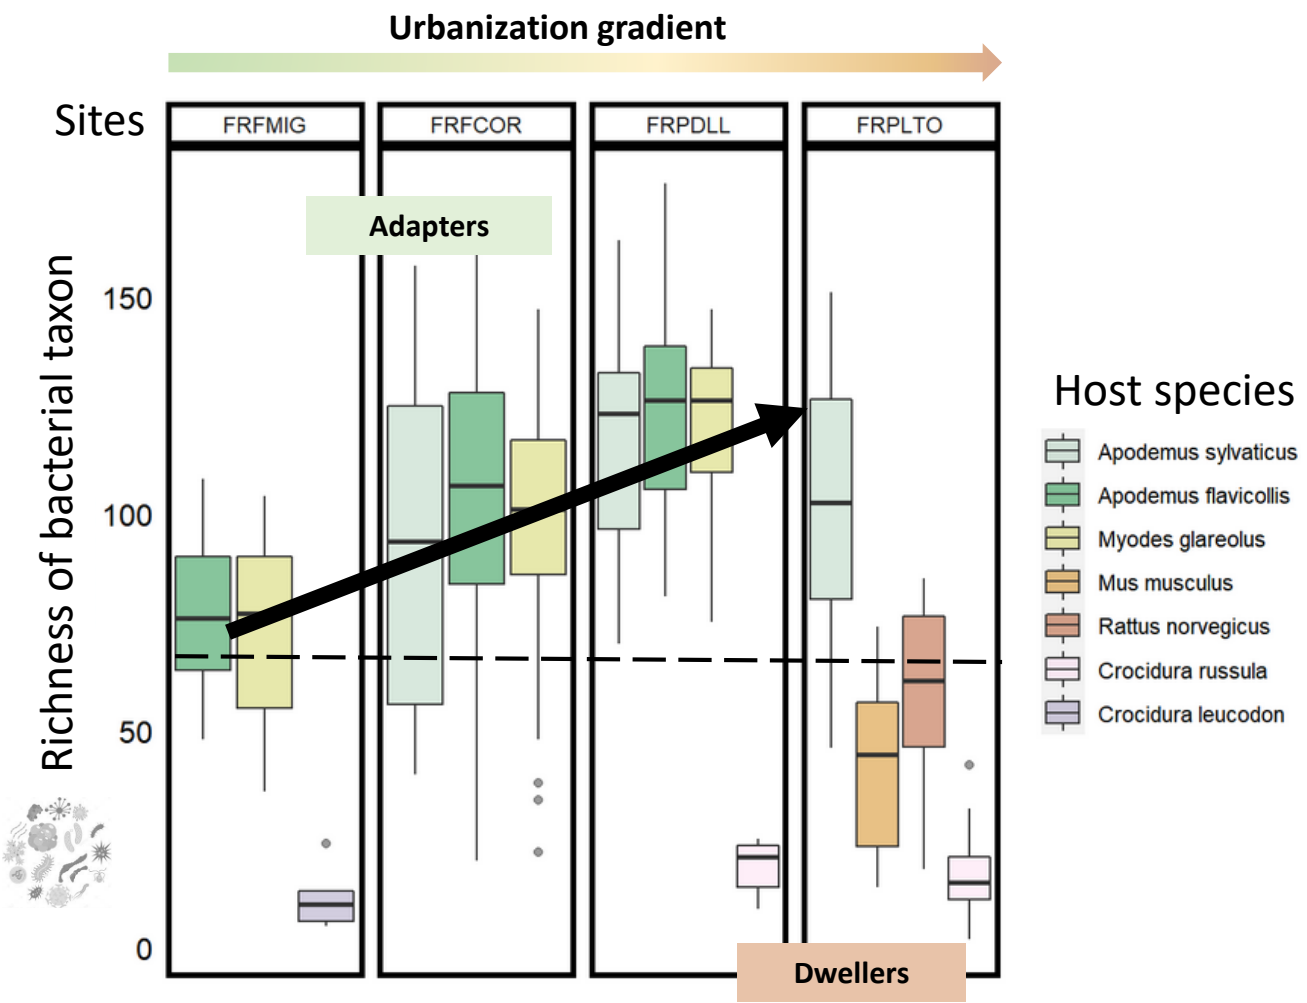 Urbanization gradient
Sites
FRFMIG
FRFCOR
FRPDLL
FRPLTO
Adapters
Richness of bacterial taxon
150
100
50
0
Host species
Apodemus sylvaticus
Apodemus flavicollis
Myodes glareolus
Mus musculus
Rattus norvegicus
Crocidura russula
Crocidura leucodon
Dwellers